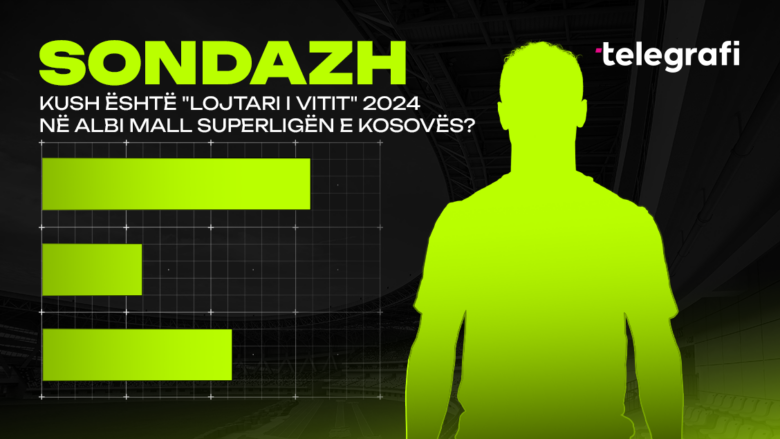 SONDAZH
KUSH ËSHTË "LOJTARI I VITIT" 2024
NË ALBI MALL SUPERLIGËN E KOSOVËS?
telegrafi